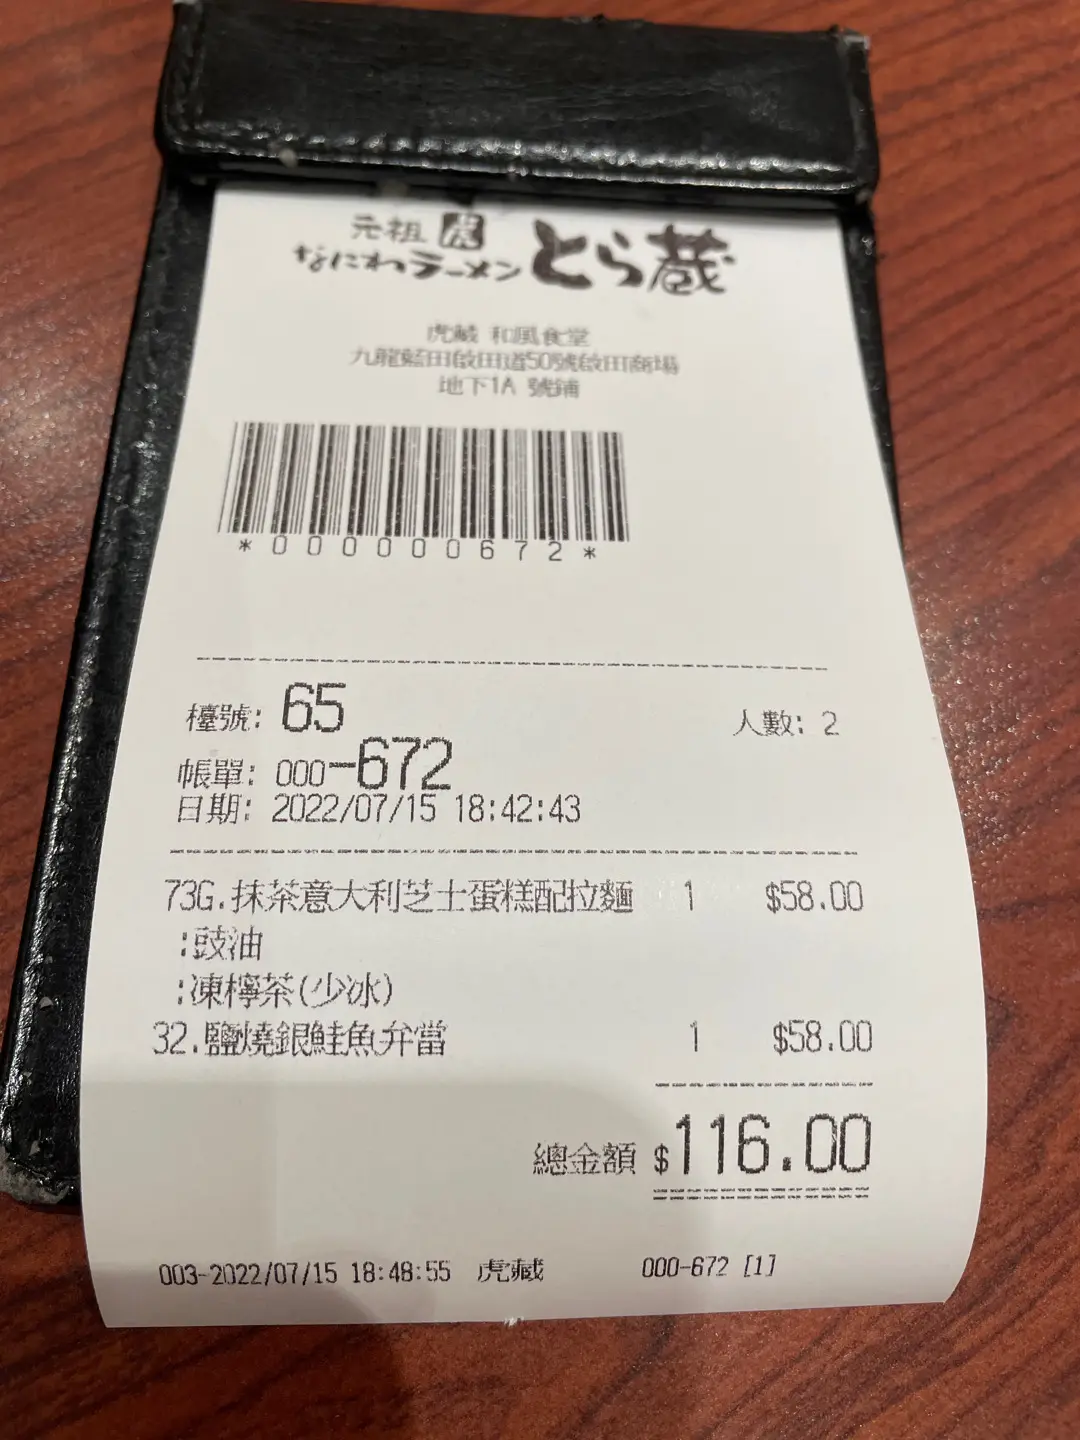 元祖 虎
なにわラーメン とら蔵
虎藏 和風食堂
九龍藍田啟田道50號啟田商場
地下1A 號鋪
*000000672*
檯號: 65 人數: 2
帳單: 000-672
日期: 2022/07/15 18:42:43
73G.抹茶意大利芝士蛋糕配拉麵 1 $58.00
:豉油
:凍檸茶(少冰)
32.鹽燒銀鮭魚弁當 1 $58.00
總金額 $116.00
003-2022/07/15 18:48:55 虎藏 000-672 [1]